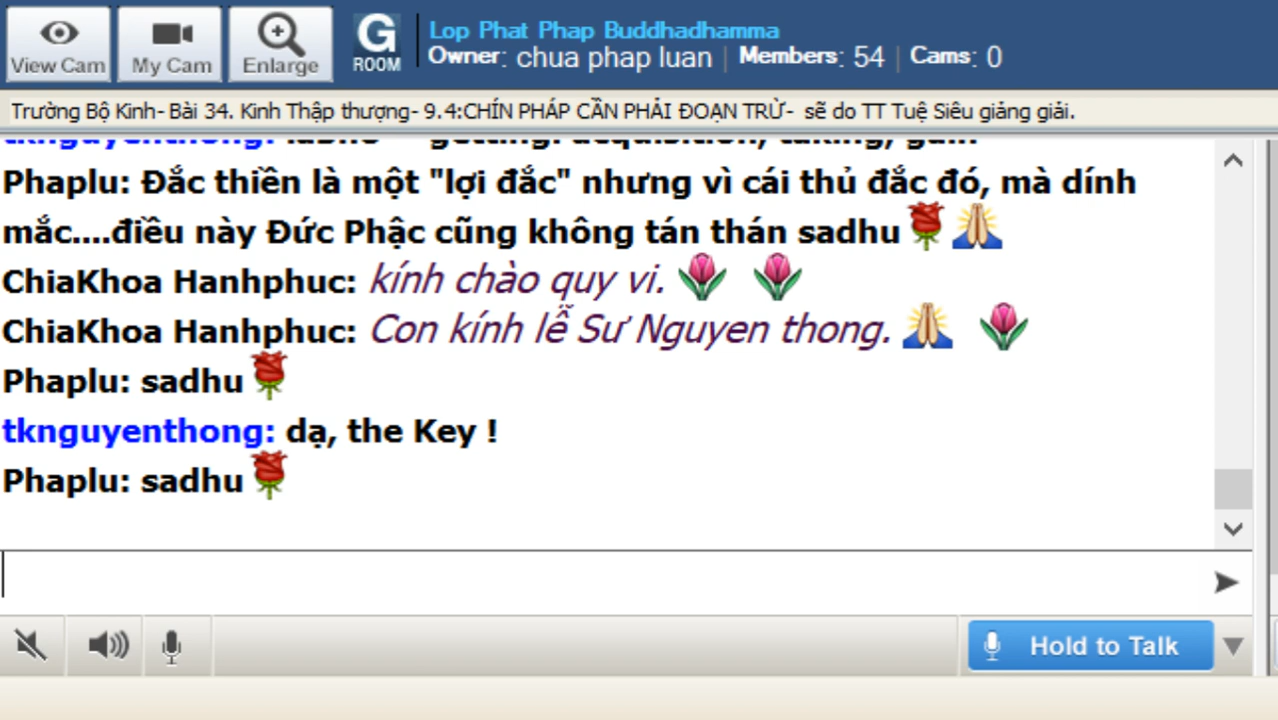 View Cam
My Cam
Enlarge
G
ROOM
Lop Phat Phap Buddhadhamma
Owner: chua phap luan | Members: 54 | Cams: 0
Trường Bộ Kinh- Bài 34. Kinh Thập thượng- 9.4:CHÍN PHÁP CẦN PHẢI ĐOẠN TRỪ- sẽ do TT Tuệ Siêu giảng giải.
tknguyenthong:
Phaplu: Đắc thiền là một "lợi đắc" nhưng vì cái thủ đắc đó, mà dính
mắc....điều này Đức Phậc cũng không tán thán sadhu
ChiaKhoa Hanhphuc: kính chào quy vi.
ChiaKhoa Hanhphuc: Con kính lễ Sư Nguyen thong.
Phaplu: sadhu
tknguyenthong: dạ, the Key !
Phaplu: sadhu
Hold to Talk